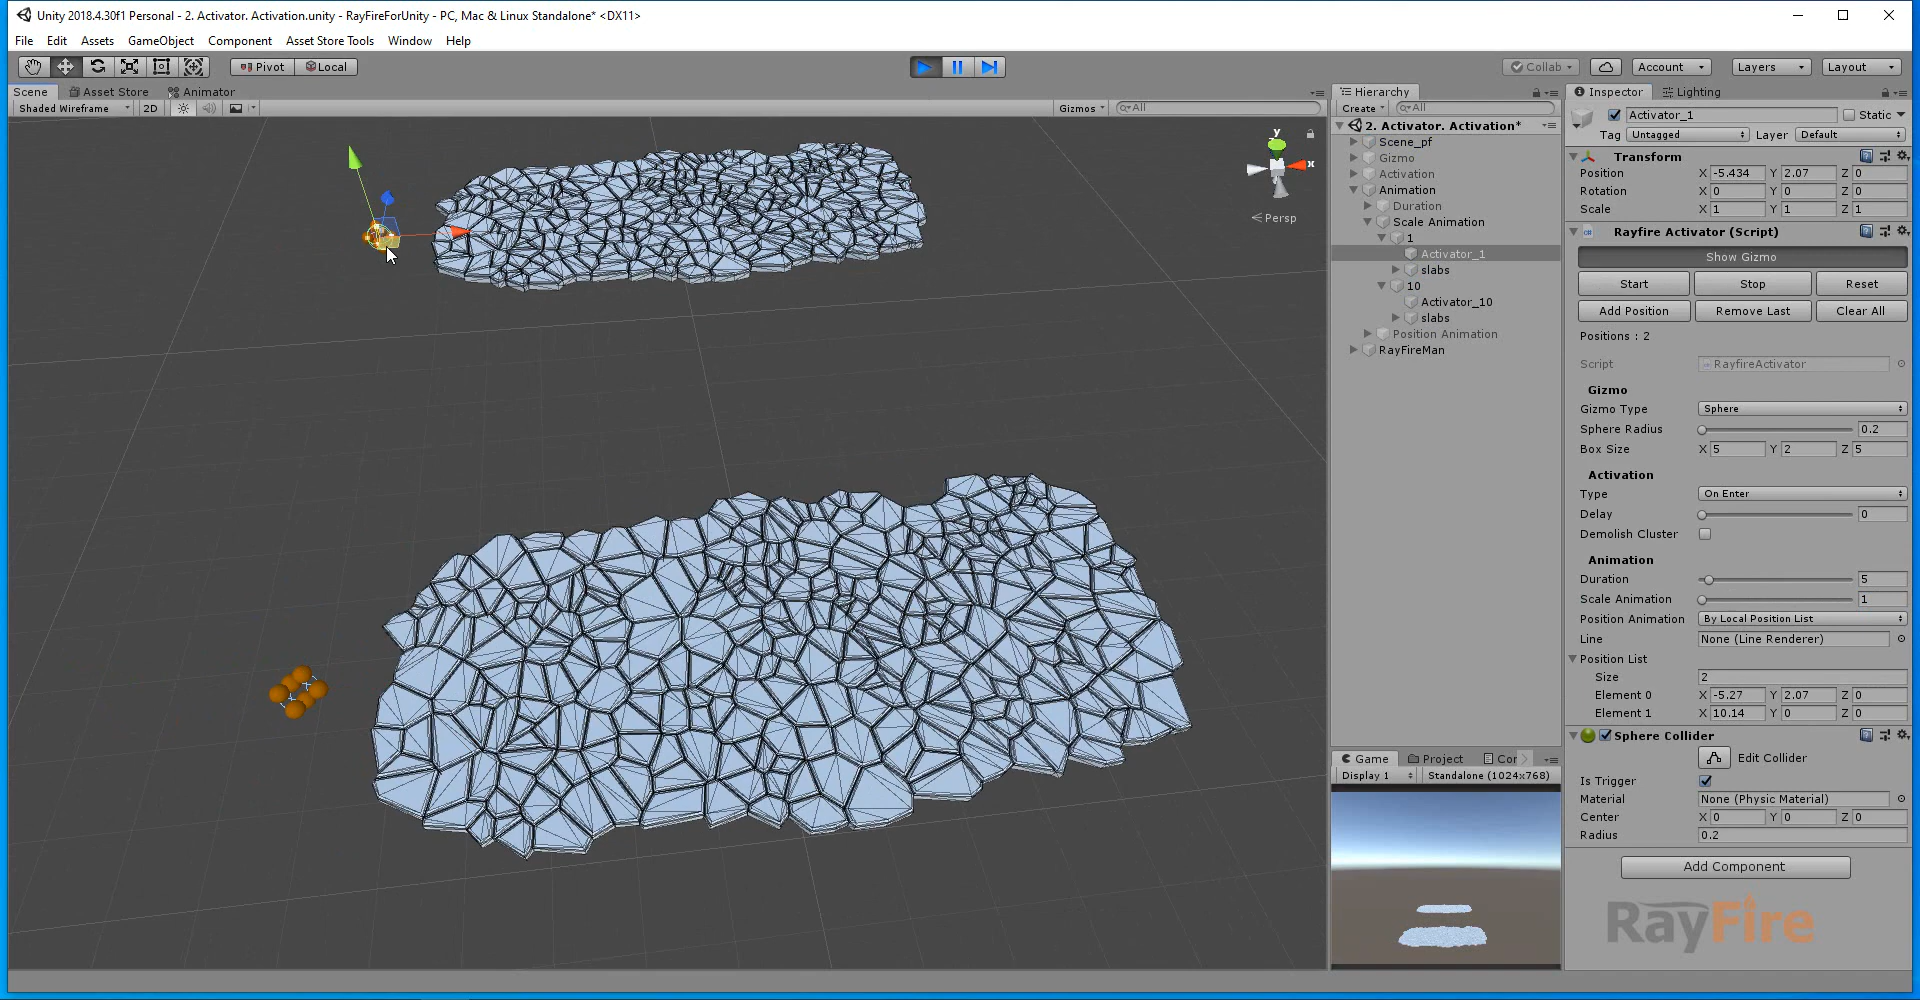 Unity 2018.4.30f1 Personal - 2. Activator. Activation.unity - RayFireForUnity - PC, Mac & Linux Standalone* <DX11>
File Edit Assets GameObject Component Asset Store Tools Window Help
Pivot Local Collab Account Layers Layout
Scene Asset Store Animator
Shaded Wireframe 2D Gizmos All
y
x
Persp
Hierarchy
Create All
2. Activator. Activation*
Scene_pf
Gizmo
Activation
Animation
Duration
Scale Animation
1
Activator_1
slabs
10
Activator_10
slabs
Position Animation
RayFireMan
Game Project Cor
Display 1 Standalone (1024x768)
Inspector Lighting
Activator_1 Static
Tag Untagged Layer Default
Transform
Position X -5.434 Y 2.07 Z 0
Rotation X 0 Y 0 Z 0
Scale X 1 Y 1 Z 1
Rayfire Activator (Script)
Show Gizmo
Start Stop Reset
Add Position Remove Last Clear All
Positions : 2
Script RayfireActivator
Gizmo
Gizmo Type Sphere
Sphere Radius 0.2
Box Size X 5 Y 2 Z 5
Activation
Type On Enter
Delay 0
Demolish Cluster
Animation
Duration 5
Scale Animation 1
Position Animation By Local Position List
Line None (Line Renderer)
Position List
Size 2
Element 0 X -5.27 Y 2.07 Z 0
Element 1 X 10.14 Y 0 Z 0
Sphere Collider
Edit Collider
Is Trigger
Material None (Physic Material)
Center X 0 Y 0 Z 0
Radius 0.2
Add Component
RayFire